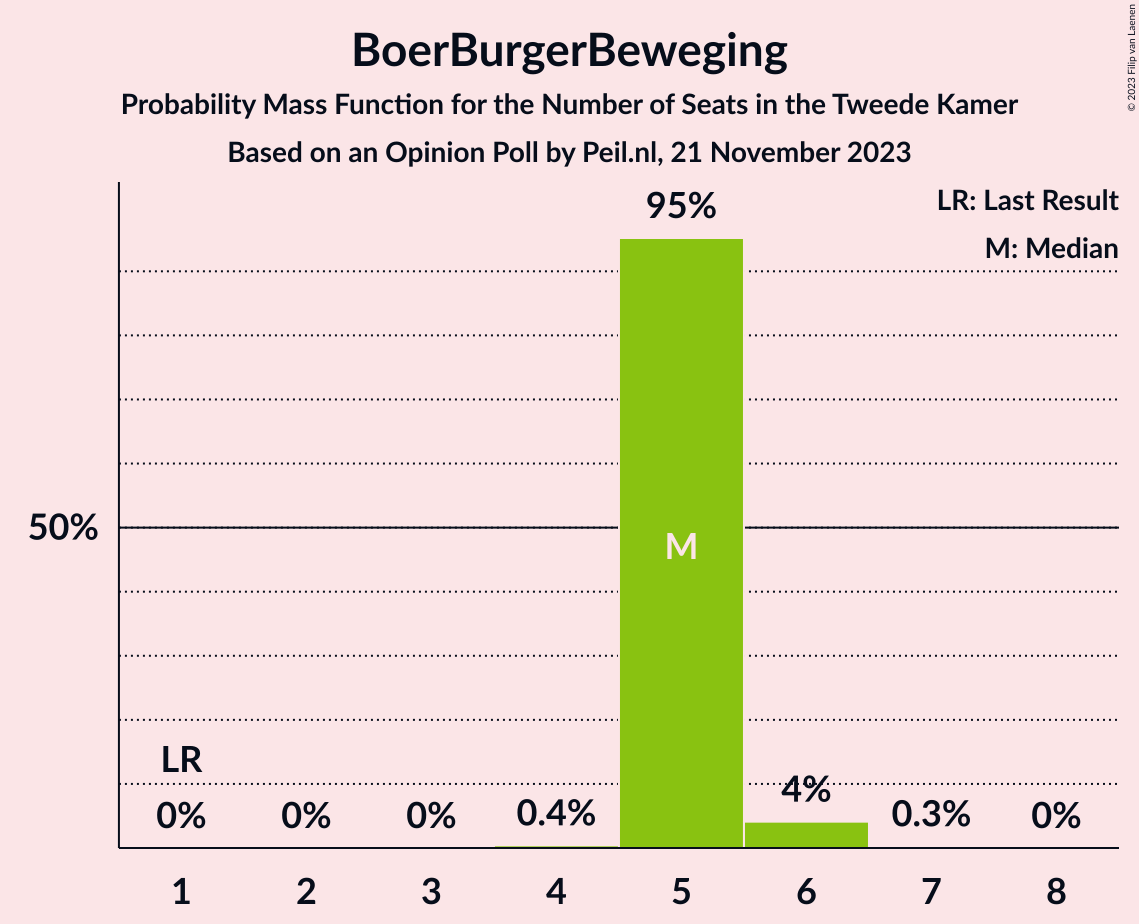 BoerBurgerBeweging
Probability Mass Function for the Number of Seats in the Tweede Kamer
Based on an Opinion Poll by Peil.nl, 21 November 2023
© 2023 Filip van Laenen
LR: Last Result
M: Median
95%
50%
M
LR
0%
0%
0%
0.4%
4%
0.3%
0%
1
2
3
4
5
6
7
8